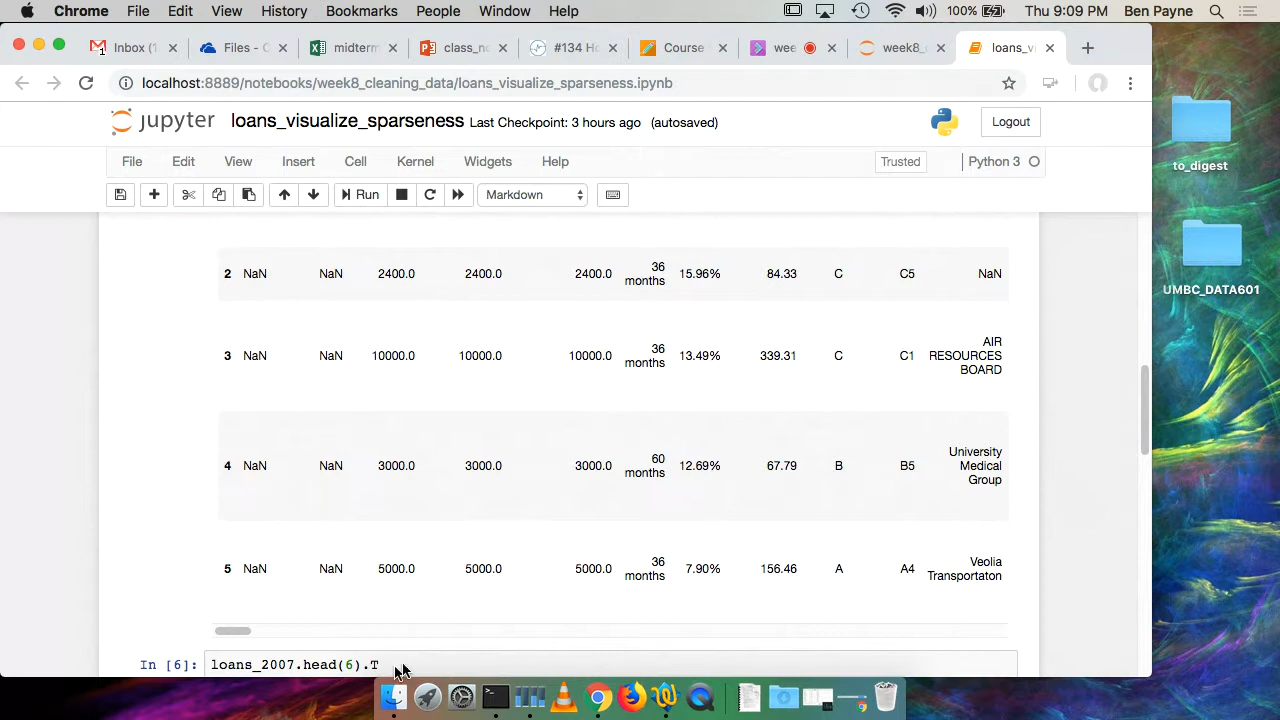 Chrome File Edit View History Bookmarks People Window Help 100% Thu 9:09 PM Ben Payne
Inbox (1 Files - C midterm class_no #134 Ho Course wee week8_c loans_vi
localhost:8889/notebooks/week8_cleaning_data/loans_visualize_sparseness.ipynb
jupyter loans_visualize_sparseness Last Checkpoint: 3 hours ago (autosaved) Logout
File Edit View Insert Cell Kernel Widgets Help Trusted Python 3
Run Markdown
to_digest
UMBC_DATA601
2 NaN NaN 2400.0 2400.0 2400.0 36 months 15.96% 84.33 C C5 NaN
3 NaN NaN 10000.0 10000.0 10000.0 36 months 13.49% 339.31 C C1 AIR RESOURCES BOARD
4 NaN NaN 3000.0 3000.0 3000.0 60 months 12.69% 67.79 B B5 University Medical Group
5 NaN NaN 5000.0 5000.0 5000.0 36 months 7.90% 156.46 A A4 Veolia Transportaton
In [6]: loans_2007.head(6).T